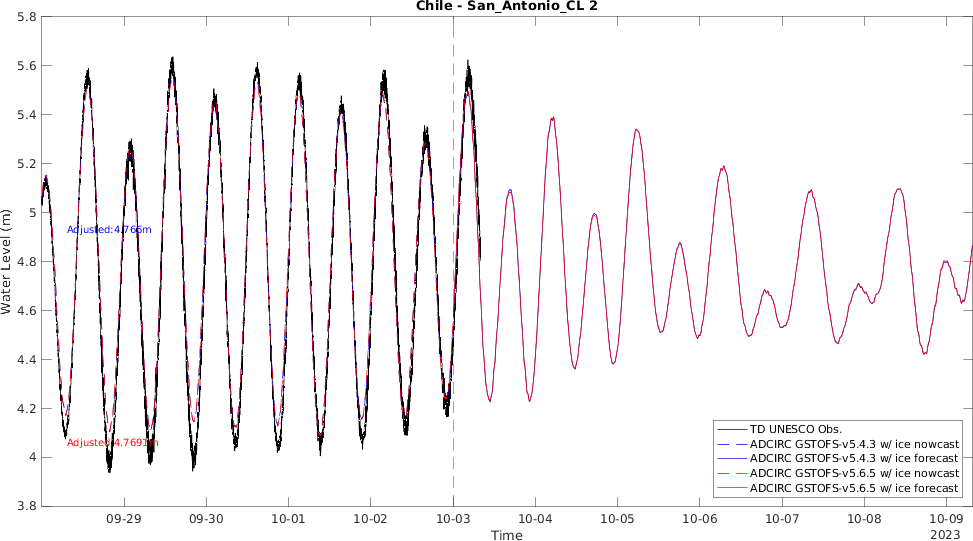 Chile - San_Antonio_CL 2
5.8
5.6
5.4
5.2
5
4.8
4.6
4.4
4.2
4
3.8
Water Level (m)
Adjusted:4.766m
Adjusted:4.7691m
TD UNESCO Obs.
ADCIRC GSTOFS-v5.4.3 w/ ice nowcast
ADCIRC GSTOFS-v5.4.3 w/ ice forecast
ADCIRC GSTOFS-v5.6.5 w/ ice nowcast
ADCIRC GSTOFS-v5.6.5 w/ ice forecast
09-29 09-30 10-01 10-02 10-03 10-04 10-05 10-06 10-07 10-08 10-09
2023
Time